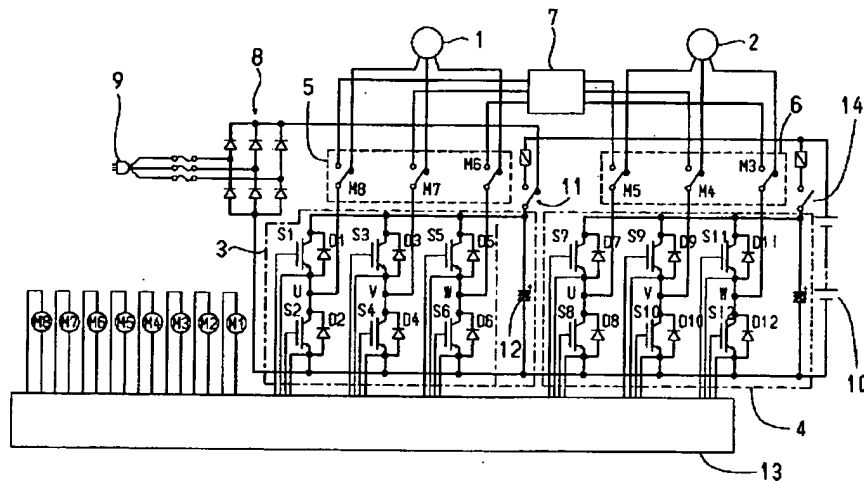 1
7
2
8
5
9
6
14
M6
M3
M8
M7
M5
M4
11
3
S1
D1
S3
D3
S5
D5
S7
D7
S9
D9
S11
D11
U
V
W
U
V
W
M8
M7
M6
M5
M4
M3
M2
M1
S2
D2
S4
D4
S6
D6
12
S8
D8
S10
D10
S12
D12
10
4
13